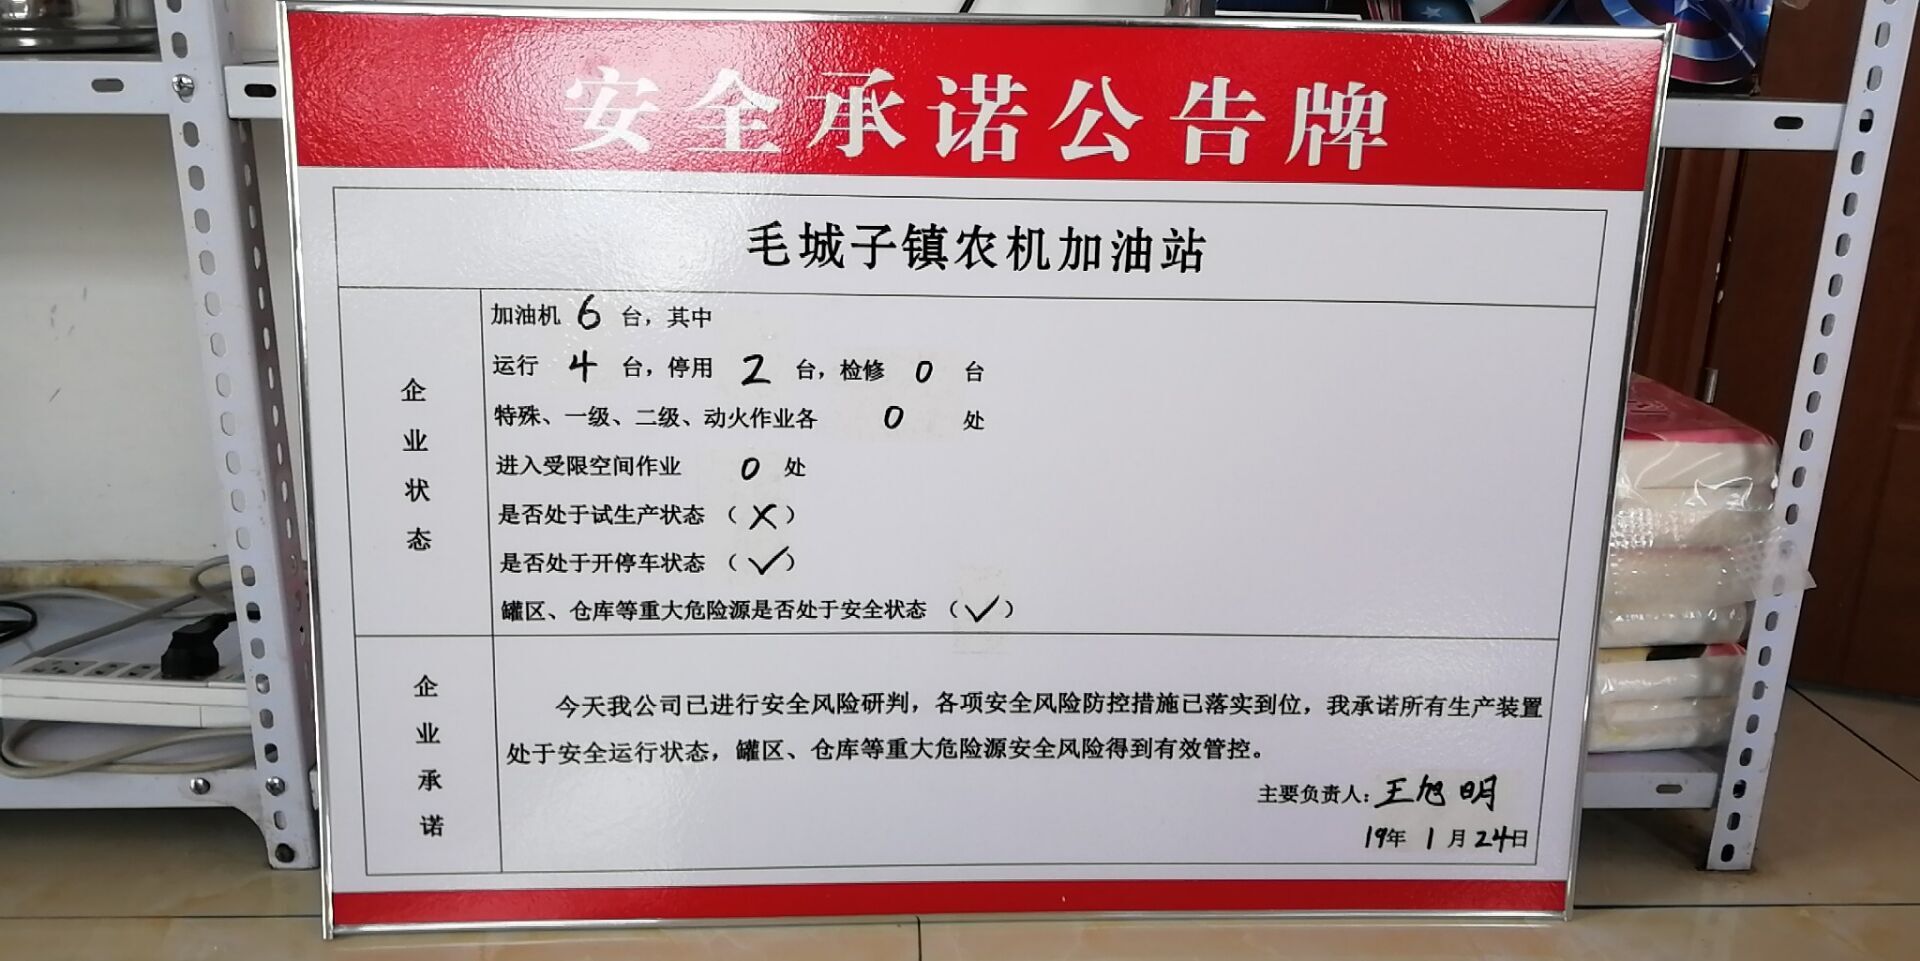 安全承诺公告牌
毛城子镇农机加油站
企业状态
加油机 6 台，其中
运行 4 台，停用 2 台，检修 0 台
特殊、一级、二级、动火作业各 0 处
进入受限空间作业 0 处
是否处于试生产状态（×）
是否处于开停车状态（✓）
罐区、仓库等重大危险源是否处于安全状态（✓）
企业承诺
今天我公司已进行安全风险研判，各项安全风险防控措施已落实到位，我承诺所有生产装置
处于安全运行状态，罐区、仓库等重大危险源安全风险得到有效管控。
主要负责人：王旭明
19年 1 月 24日